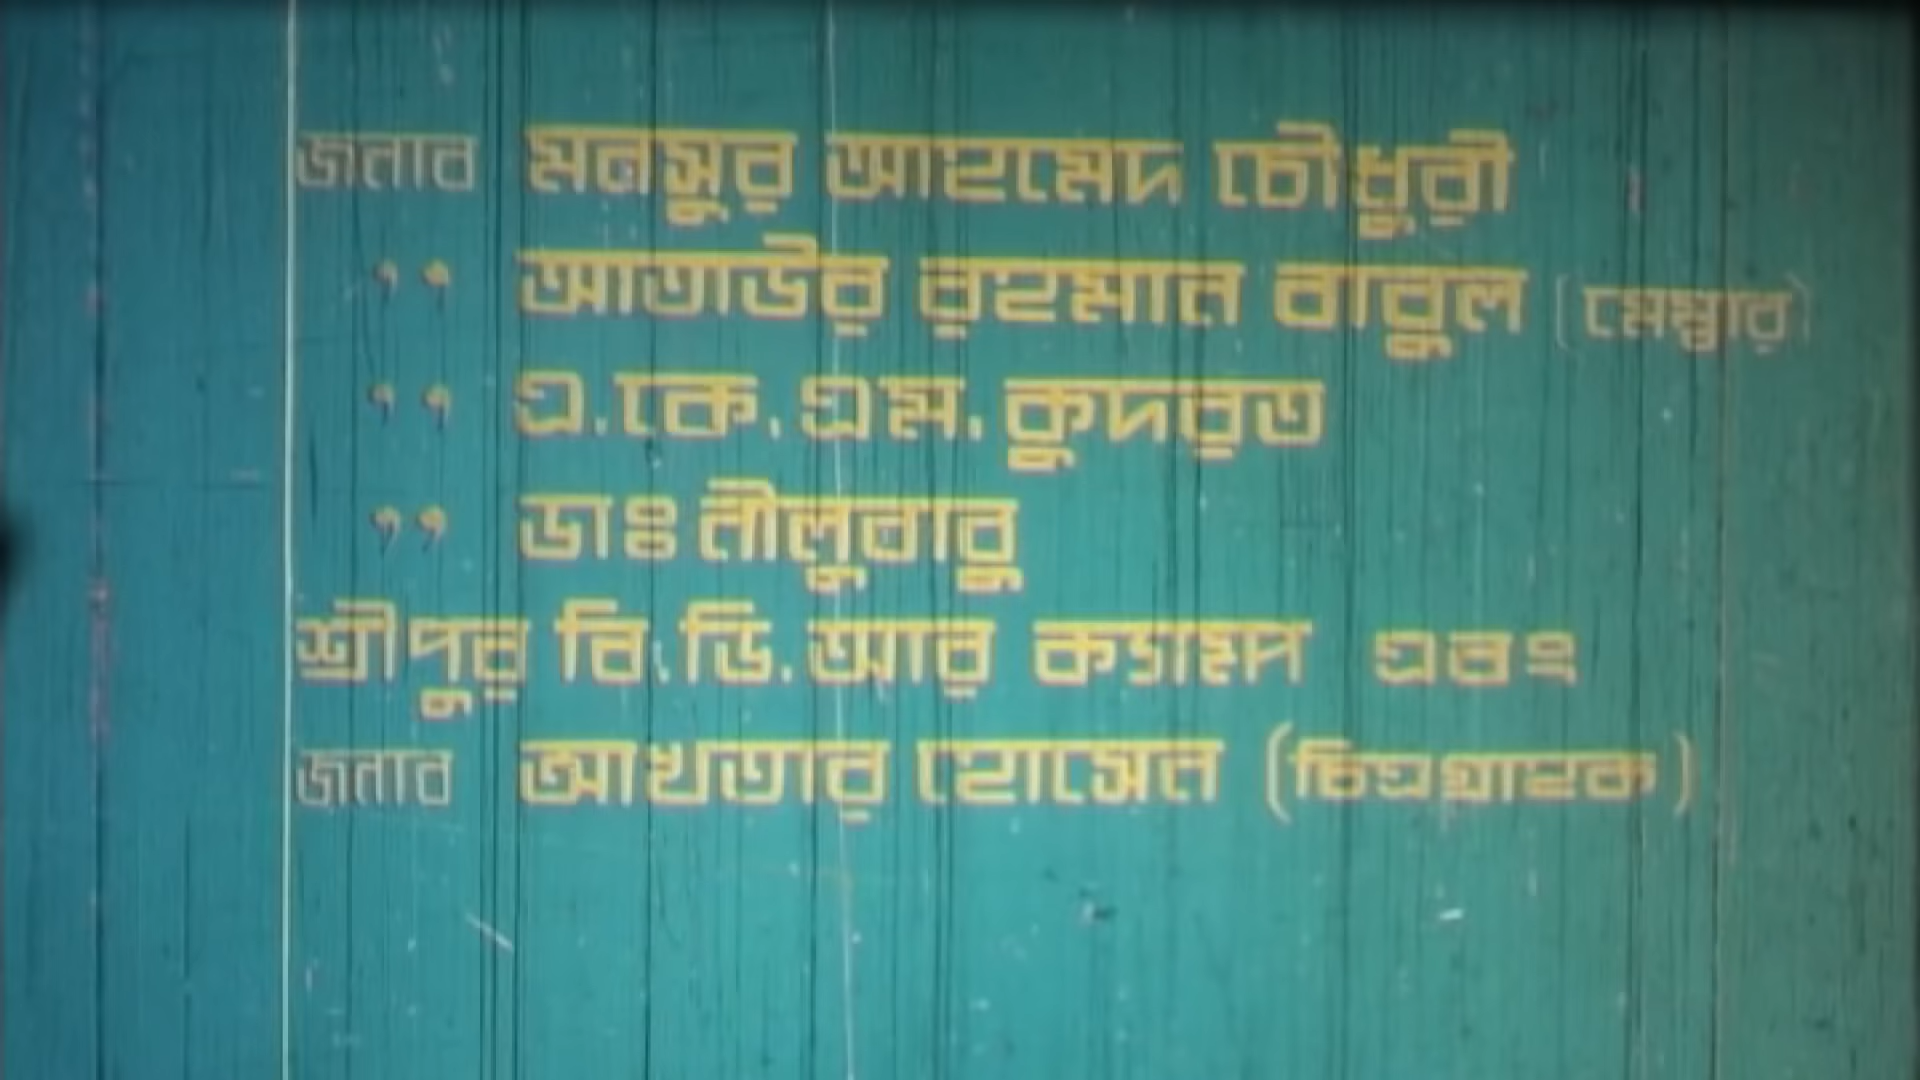 জনাব মনসুর আহমেদ চৌধুরী
,, আতাউর রহমান বাবুল (মেম্বার)
,, এ.কে.এম. কুদরত
,, ডাঃ নীলুবাবু
শ্রীপুর বি.ডি.আর ক্যাম্প এবং
জনাব আখতার হোসেন (চিত্রগ্রাহক)